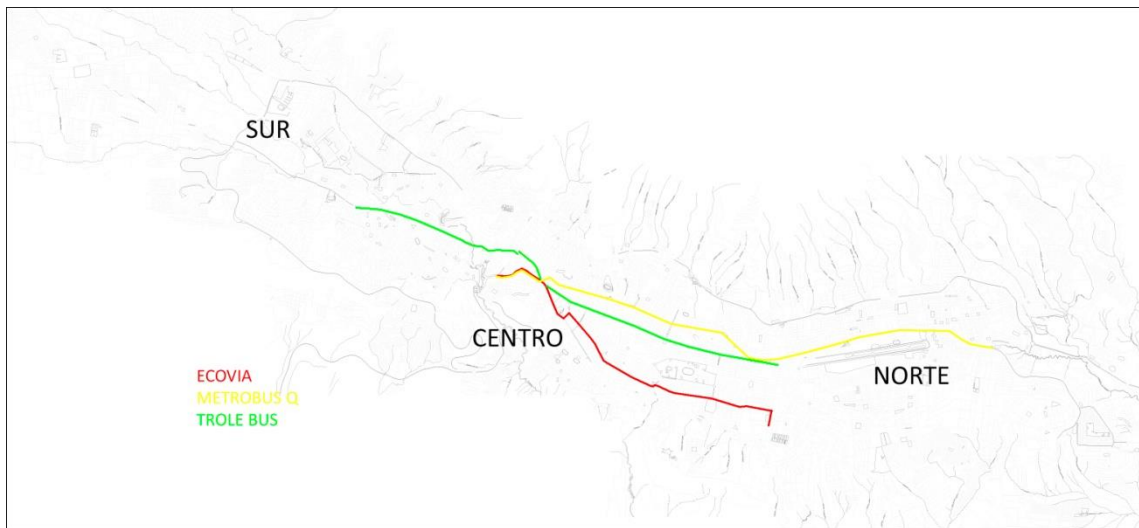 SUR
CENTRO
NORTE
ECOVIA
METROBUS Q
TROLE BUS